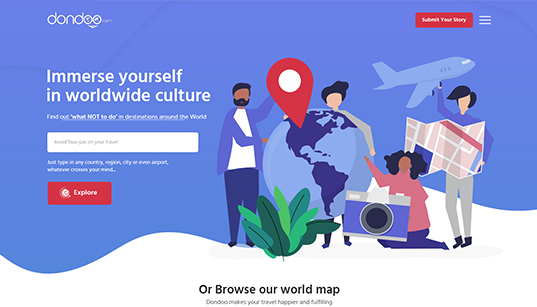 dondoo.com
Submit Your Story
Immerse yourself
in worldwide culture
Find out 'what NOT to do' in destinations around the World
Avoid faux pas on your travel
Just type in any country, region, city or even airport,
whatever crosses your mind...
Explore
Or Browse our world map
Dondoo makes your travel happier and fulfilling